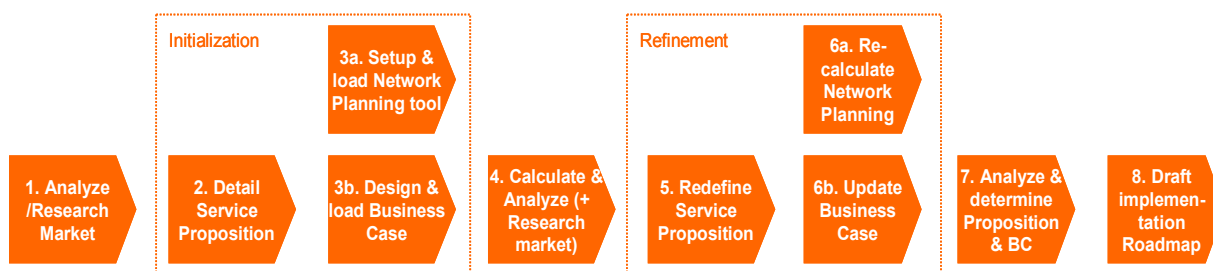 Initialization
3a. Setup &
load Network
Planning tool
Refinement
6a. Re-
calculate
Network
Planning
1. Analyze
/Research
Market
2. Detail
Service
Proposition
3b. Design &
load Business
Case
4. Calculate &
Analyze (+
Research
market)
5. Redefine
Service
Proposition
6b. Update
Business
Case
7. Analyze &
determine
Proposition
& BC
8. Draft
implemen-
tation
Roadmap